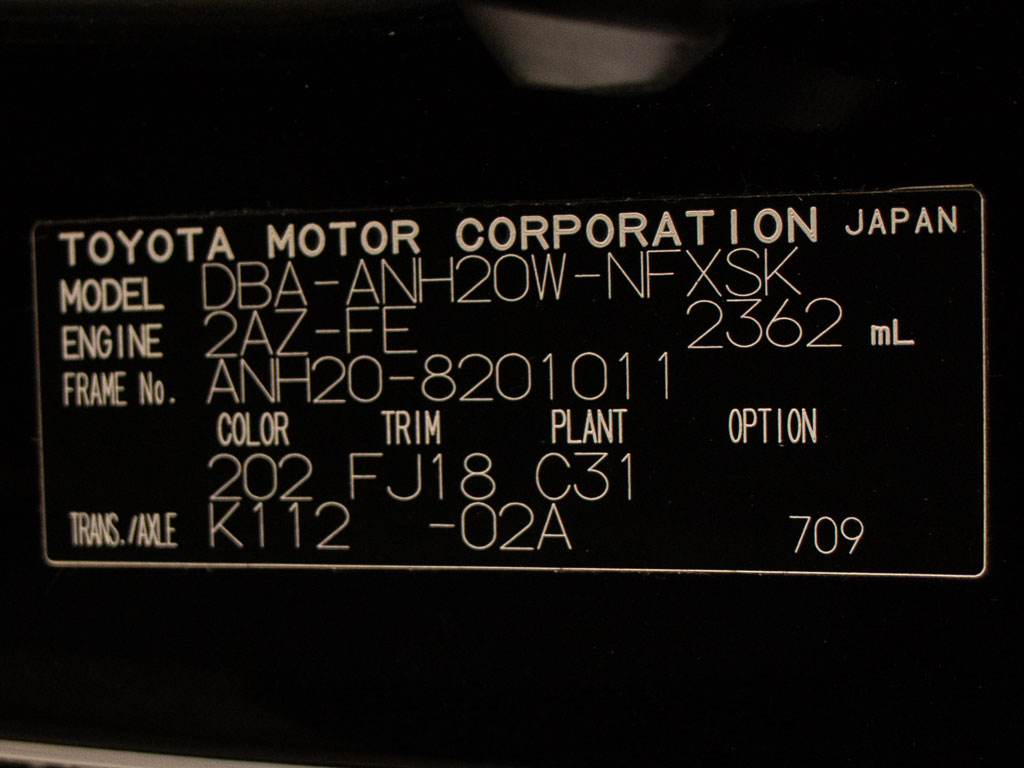 TOYOTA MOTOR CORPORATION JAPAN
MODEL DBA-ANH20W-NFXSK
ENGINE 2AZ-FE 2362 mL
FRAME No. ANH20-8201011
COLOR TRIM PLANT OPTION
202 FJ18 C31
TRANS./AXLE K112 -02A 709